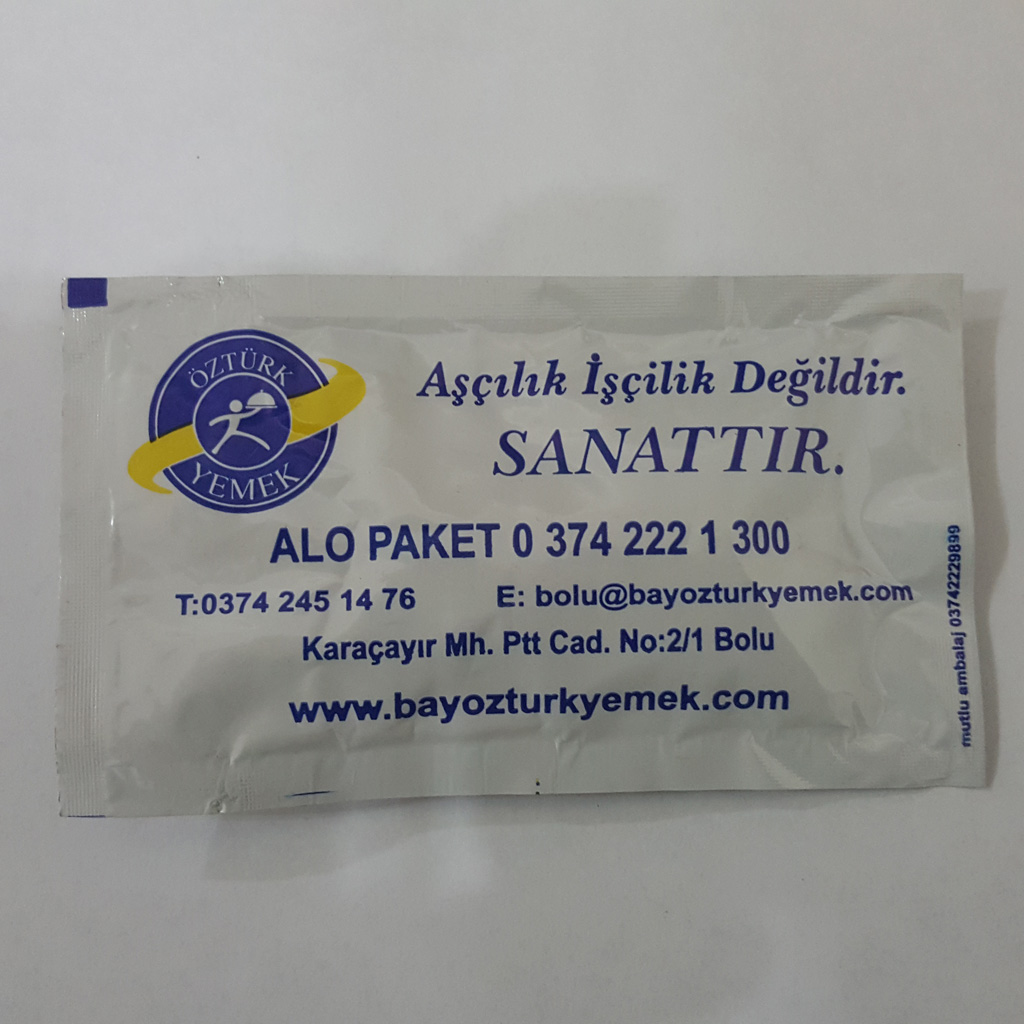 ÖZTÜRK
YEMEK
Aşçılık İşçilik Değildir.
SANATTIR.
ALO PAKET 0 374 222 1 300
T:0374 245 14 76 E: bolu@bayozturkyemek.com
Karaçayır Mh. Ptt Cad. No:2/1 Bolu
www.bayozturkyemek.com
mutlu ambalaj 03742229899